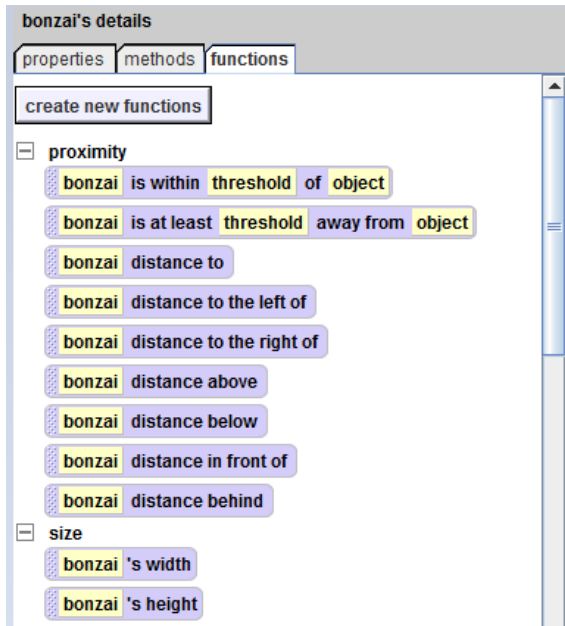 bonzai's details
properties methods functions
create new functions
proximity
bonzai is within threshold of object
bonzai is at least threshold away from object
bonzai distance to
bonzai distance to the left of
bonzai distance to the right of
bonzai distance above
bonzai distance below
bonzai distance in front of
bonzai distance behind
size
bonzai 's width
bonzai 's height